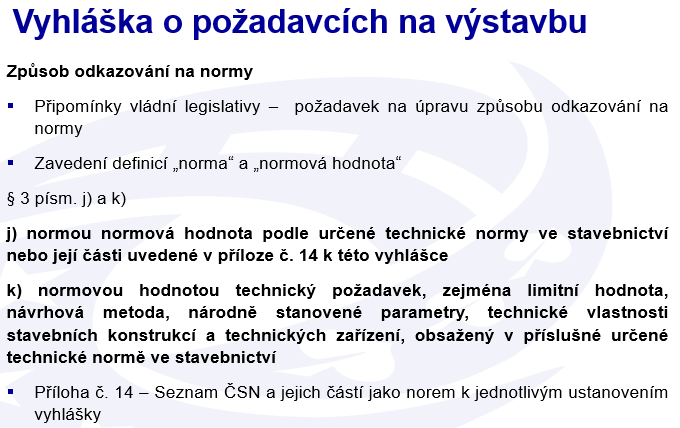 Vyhláška o požadavcích na výstavbu
Způsob odkazování na normy
▪ Připomínky vládní legislativy – požadavek na úpravu způsobu odkazování na
normy
▪ Zavedení definicí „norma“ a „normová hodnota“
§ 3 písm. j) a k)
j) normou normová hodnota podle určené technické normy ve stavebnictví
nebo její části uvedené v příloze č. 14 k této vyhlášce
k) normovou hodnotou technický požadavek, zejména limitní hodnota,
návrhová metoda, národně stanovené parametry, technické vlastnosti
stavebních konstrukcí a technických zařízení, obsažený v příslušné určené
technické normě ve stavebnictví
▪ Příloha č. 14 – Seznam ČSN a jejich částí jako norem k jednotlivým ustanovením
vyhlášky